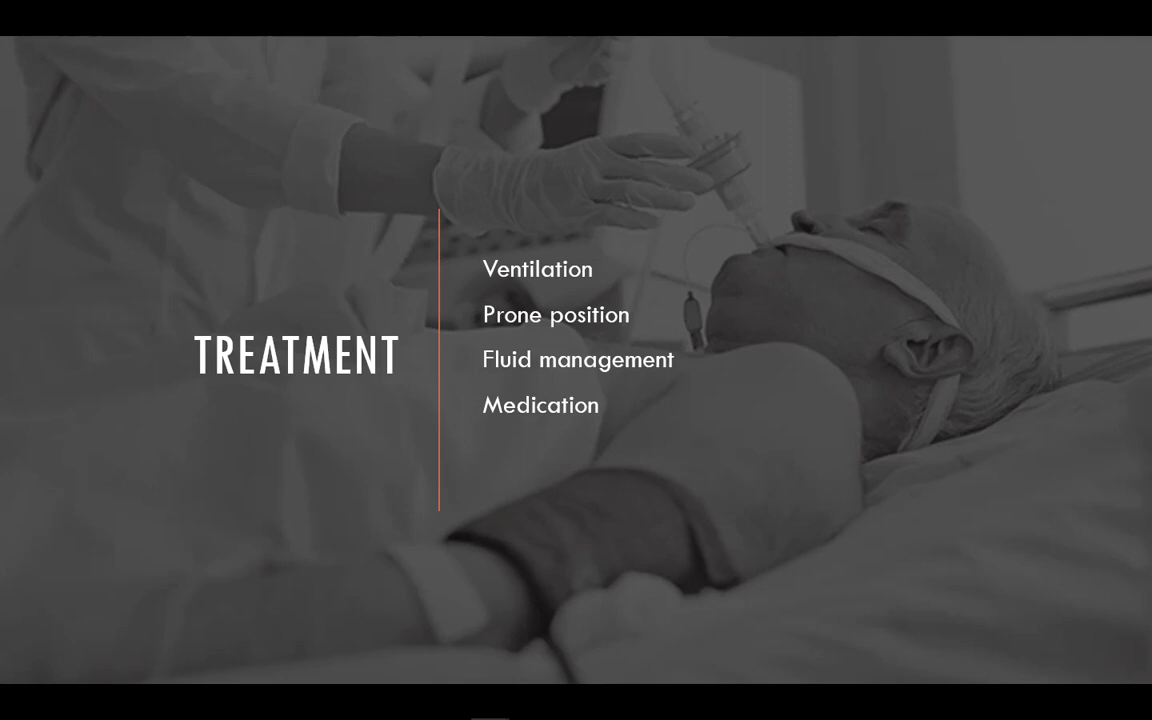 TREATMENT
Ventilation
Prone position
Fluid management
Medication